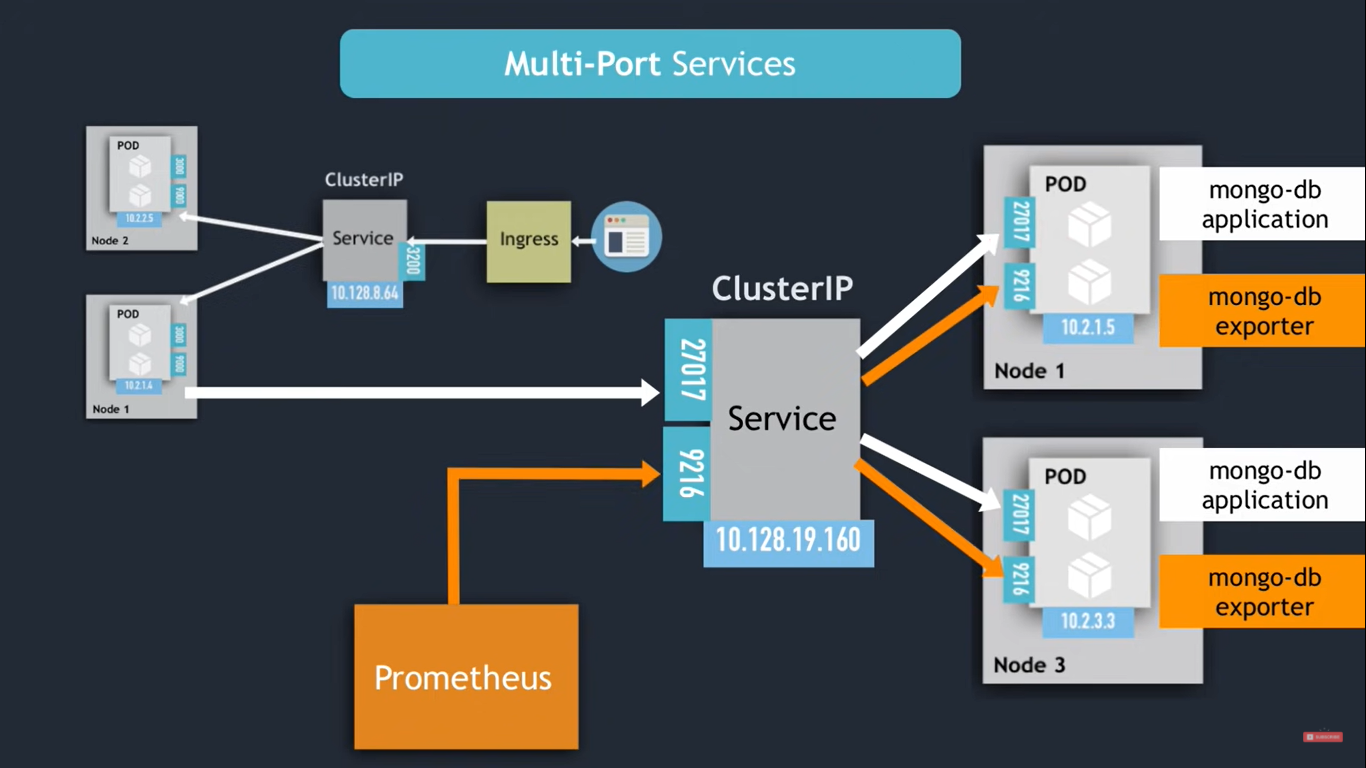 Multi-Port Services
POD
3000
9000
10.2.2.5
Node 2
ClusterIP
Service
3200
10.128.8.64
Ingress
POD
3000
9000
10.2.1.4
Node 1
ClusterIP
27017
9216
Service
10.128.19.160
Prometheus
POD
27017
9216
10.2.1.5
Node 1
mongo-db
application
mongo-db
exporter
POD
27017
9216
10.2.3.3
Node 3
mongo-db
application
mongo-db
exporter
SUBSCRIBE